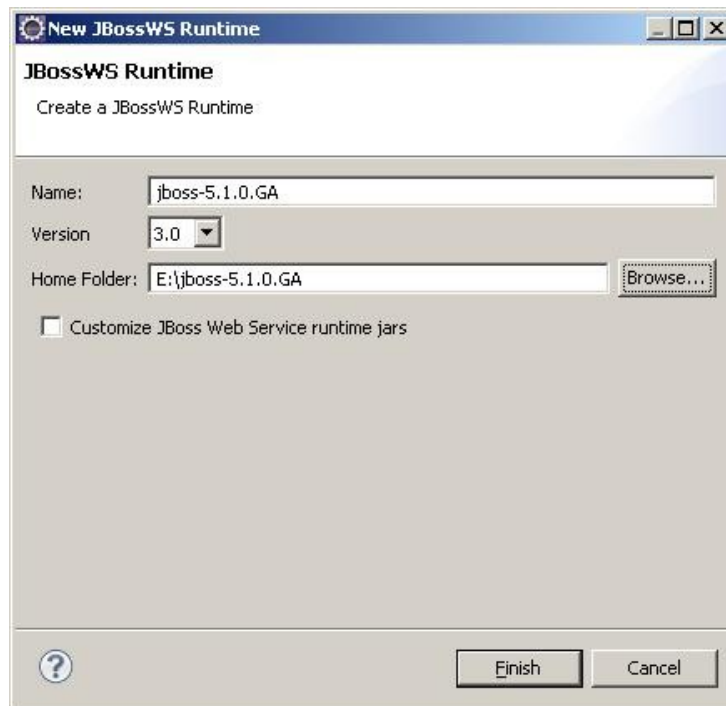 New JBossWS Runtime
JBossWS Runtime
Create a JBossWS Runtime
Name: jboss-5.1.0.GA
Version 3.0
Home Folder: E:\jboss-5.1.0.GA Browse...
Customize JBoss Web Service runtime jars
? Finish Cancel